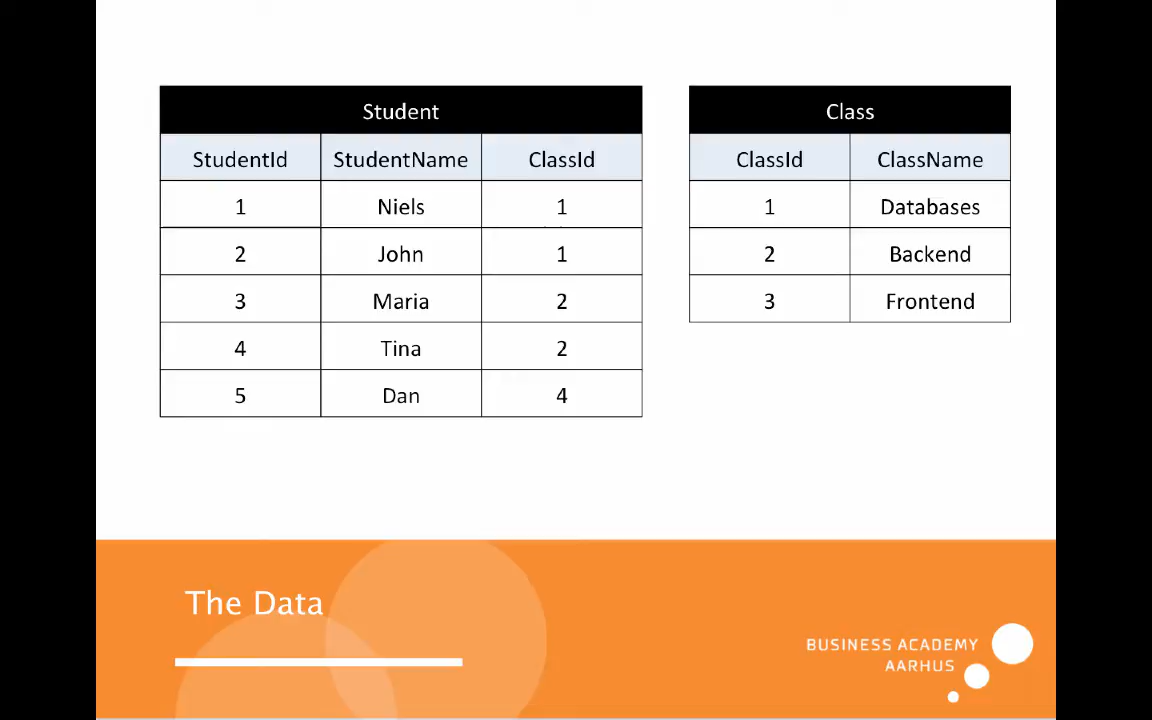 Student
StudentId StudentName ClassId
1 Niels 1
2 John 1
3 Maria 2
4 Tina 2
5 Dan 4
Class
ClassId ClassName
1 Databases
2 Backend
3 Frontend
The Data
BUSINESS ACADEMY
AARHUS